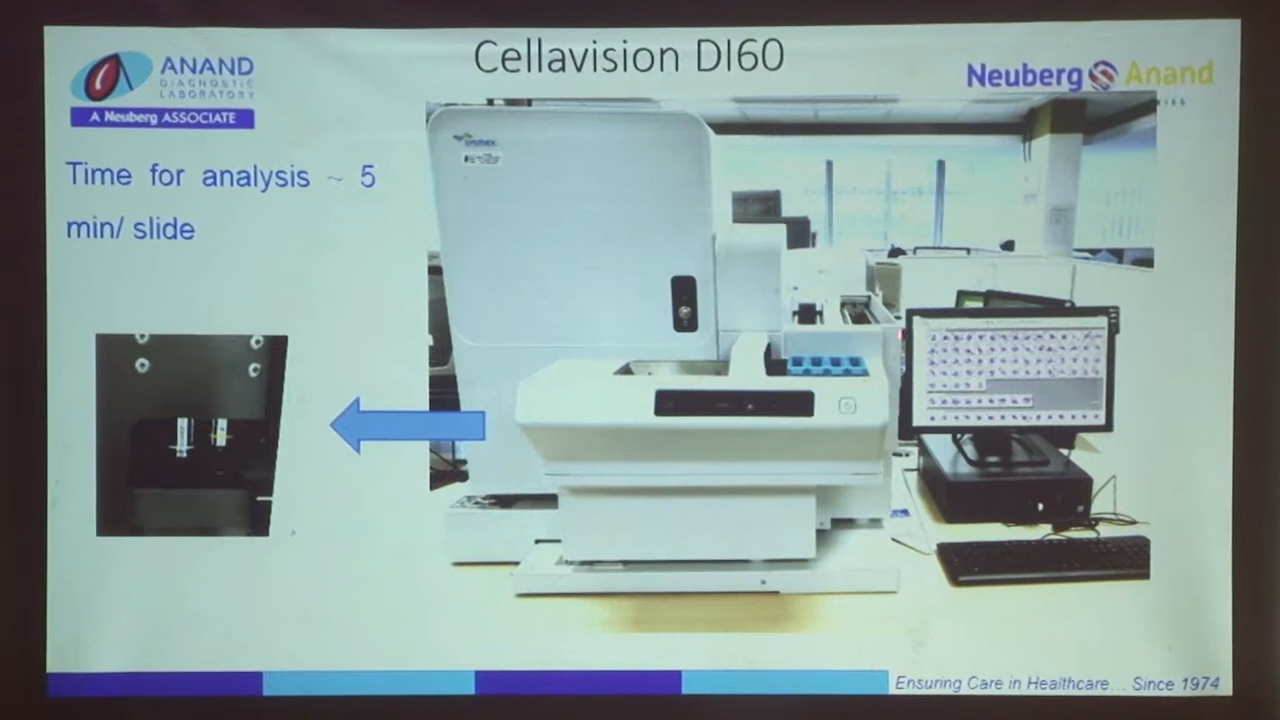 Cellavision DI60
ANAND
DIAGNOSTIC
LABORATORY
A Neuberg ASSOCIATE
Neuberg Anand
Time for analysis ~ 5
min/ slide
sysmex
Ensuring Care in Healthcare... Since 1974